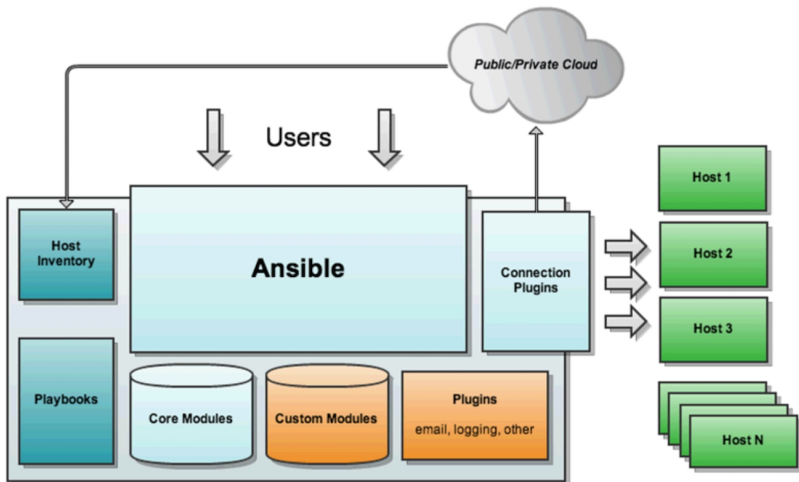 Public/Private Cloud
Users
Host 1
Host
Inventory
Ansible
Connection
Plugins
Host 2
Host 3
Playbooks
Core Modules
Custom Modules
Plugins
email, logging, other
Host N